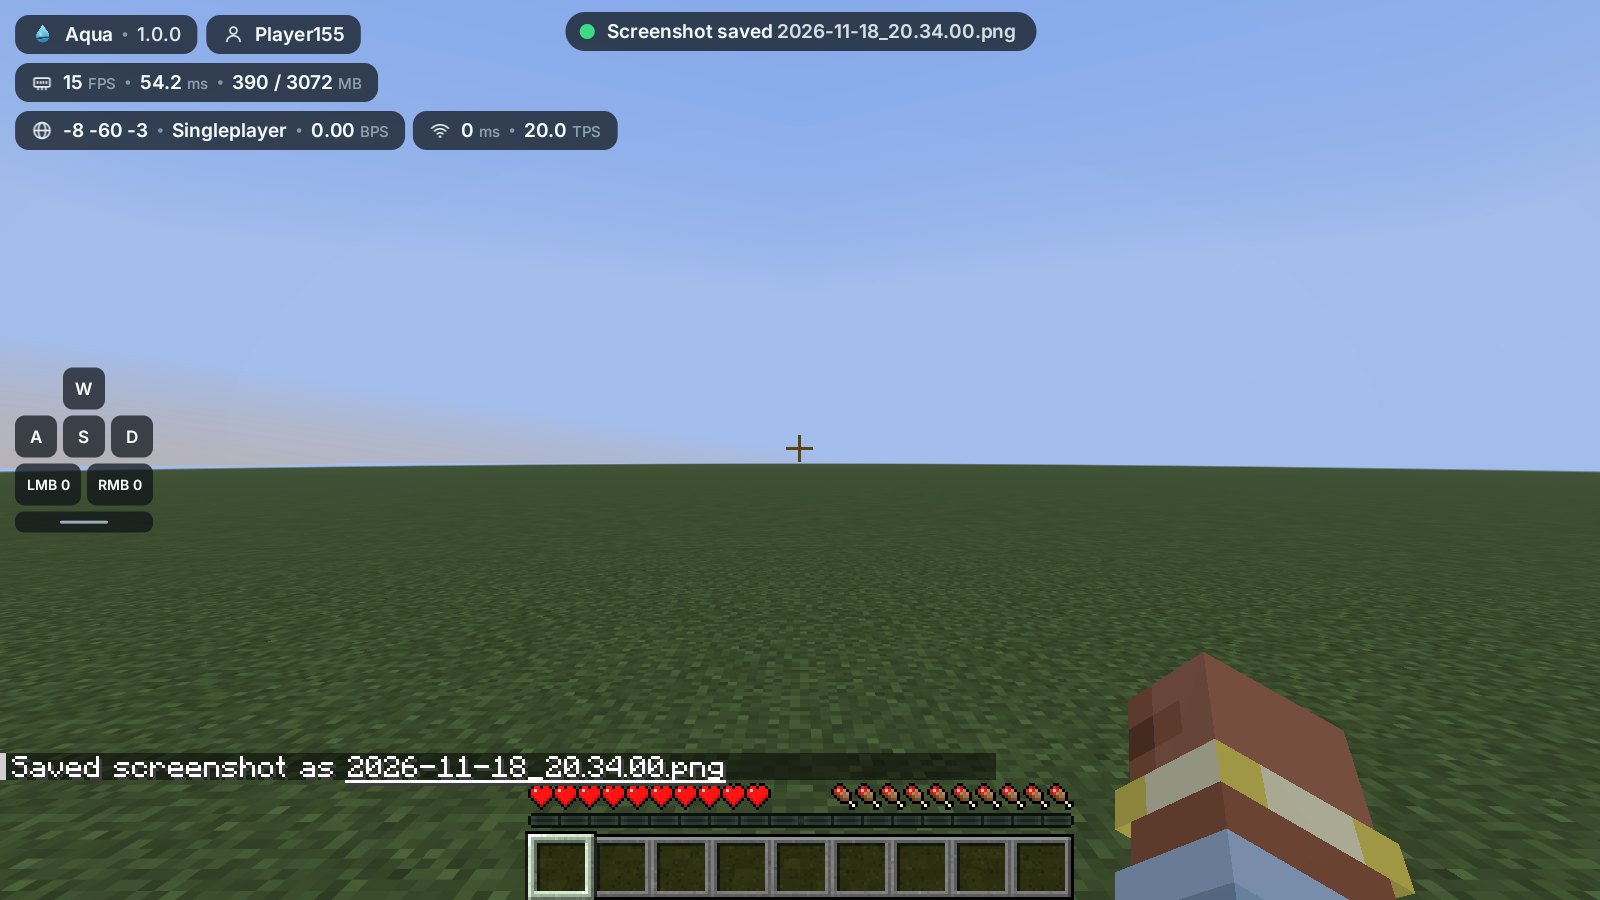 Aqua • 1.0.0
Player155
Screenshot saved 2026-11-18_20.34.00.png
15 FPS • 54.2 ms • 390 / 3072 MB
-8 -60 -3 • Singleplayer • 0.00 BPS
0 ms • 20.0 TPS
W
A S D
LMB 0 RMB 0
Saved screenshot as 2026-11-18_20.34.00.png